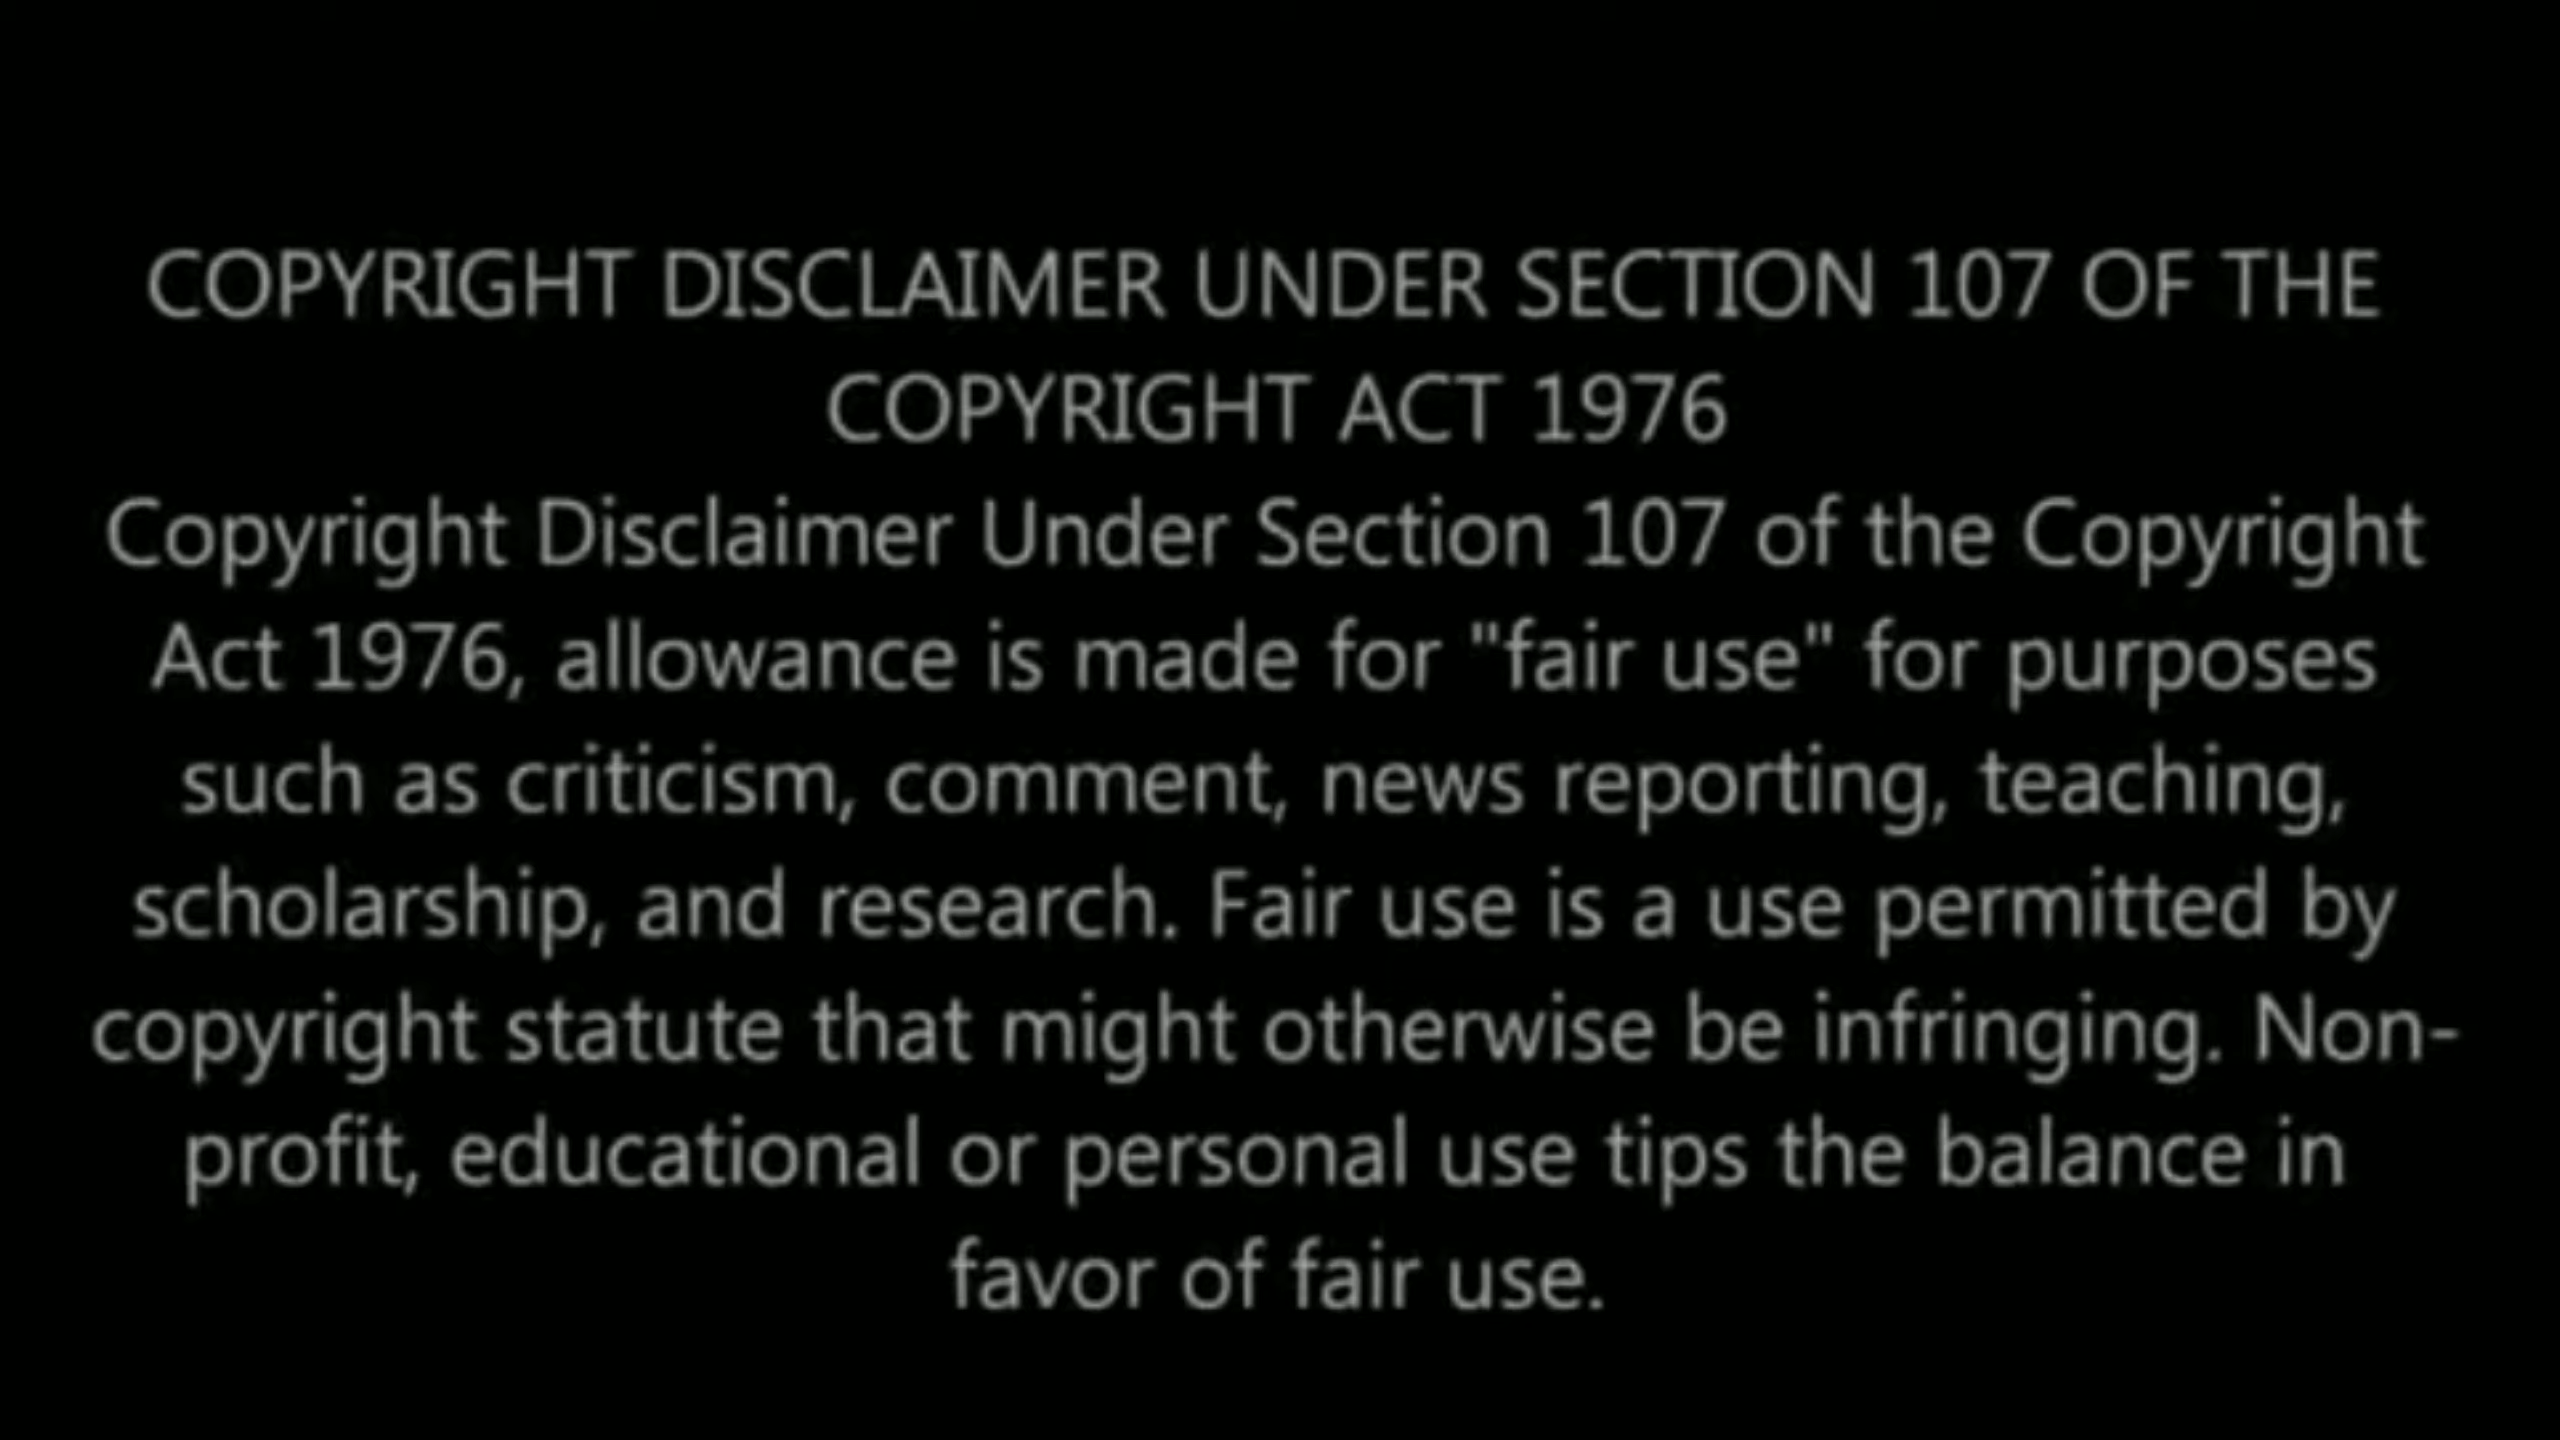 COPYRIGHT DISCLAIMER UNDER SECTION 107 OF THE
COPYRIGHT ACT 1976
Copyright Disclaimer Under Section 107 of the Copyright
Act 1976, allowance is made for "fair use" for purposes
such as criticism, comment, news reporting, teaching,
scholarship, and research. Fair use is a use permitted by
copyright statute that might otherwise be infringing. Non-
profit, educational or personal use tips the balance in
favor of fair use.